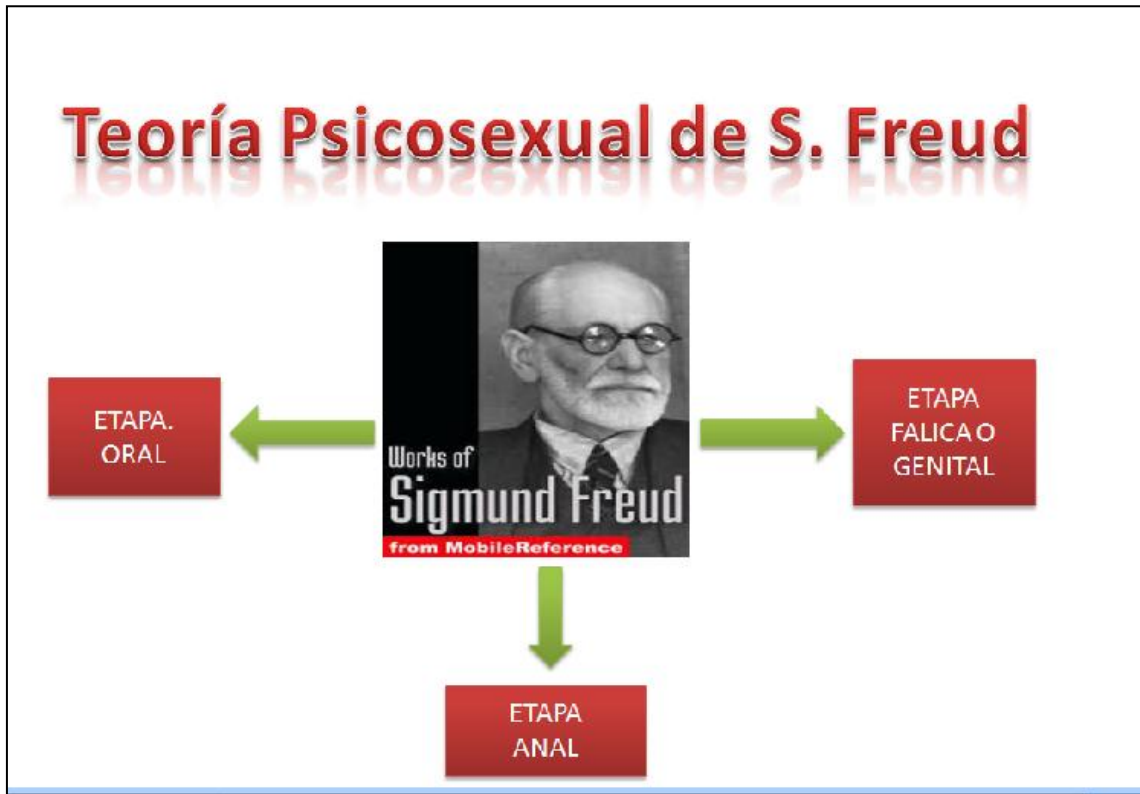 Teoría Psicosexual de S. Freud
ETAPA.
ORAL
Works of
Sigmund Freud
from MobileReference
ETAPA
FALICA O
GENITAL
ETAPA
ANAL